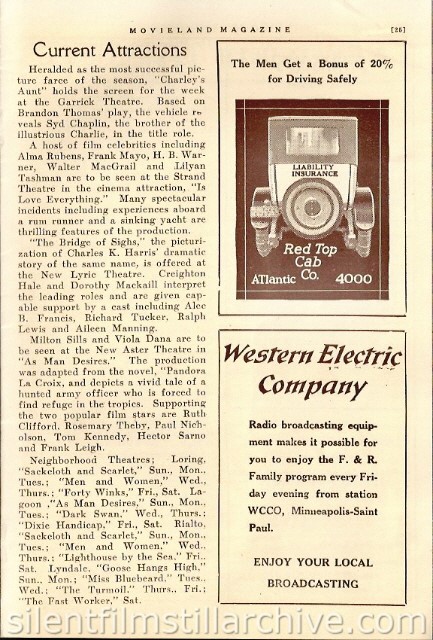 MOVIELAND MAGAZINE [26]
Current Attractions
Heralded as the most successful pic-
ture farce of the season, "Charley's
Aunt" holds the screen for the week
at the Garrick Theatre. Based on
Brandon Thomas' play, the vehicle re-
veals Syd Chaplin, the brother of the
illustrious Charlie, in the title role.
A host of film celebrities including
Alma Rubens, Frank Mayo, H. B. War-
ner, Walter MacGrail and Lilyan
Tashman are to be seen at the Strand
Theatre in the cinema attraction, "Is
Love Everything." Many spectacular
incidents including experiences aboard
a rum runner and a sinking yacht are
thrilling features of the production.
"The Bridge of Sighs," the picturi-
zation of Charles K. Harris' dramatic
story of the same name, is offered at
the New Lyric Theatre. Creighton
Hale and Dorothy Mackaill interpret
the leading roles and are given cap-
able support by a cast including Alec
B. Francis, Richard Tucker, Ralph
Lewis and Aileen Manning.
Milton Sills and Viola Dana are to
be seen at the New Aster Theatre in
"As Man Desires." The production
was adapted from the novel, "Pandora
La Croix, and depicts a vivid tale of a
hunted army officer who is forced to
find refuge in the tropics. Supporting
the two popular film stars are Ruth
Clifford, Rosemary Theby, Paul Nich-
olson, Tom Kennedy, Hector Sarno
and Frank Leigh.
Neighborhood Theatres; Loring,
"Sackcloth and Scarlet," Sun., Mon.,
Tues.; "Men and Women," Wed.,
Thurs.; "Forty Winks," Fri., Sat. La-
goon ,"As Man Desires," Sun., Mon.,
Tues.; "Dark Swan," Wed., Thurs.;
"Dixie Handicap," Fri., Sat. Rialto,
"Sackcloth and Scarlet," Sun., Mon.,
Tues.; "Men and Women," Wed.,
Thurs.; "Lighthouse by the Sea," Fri.,
Sat. Lyndale, "Goose Hangs High,"
Sun., Mon.; "Miss Bluebeard," Tues.,
Wed.; "The Turmoil," Thurs., Fri.;
"The Fast Worker," Sat.
The Men Get a Bonus of 20%
for Driving Safely
LIABILITY
INSURANCE
Red Top
Cab
ATlantic Co. 4000
Western Electric
Company
Radio broadcasting equip-
ment makes it possible for
you to enjoy the F. & R.
Family program every Fri-
day evening from station
WCCO, Minneapolis-Saint
Paul.
ENJOY YOUR LOCAL
BROADCASTING
silentfilmstillarchive.com